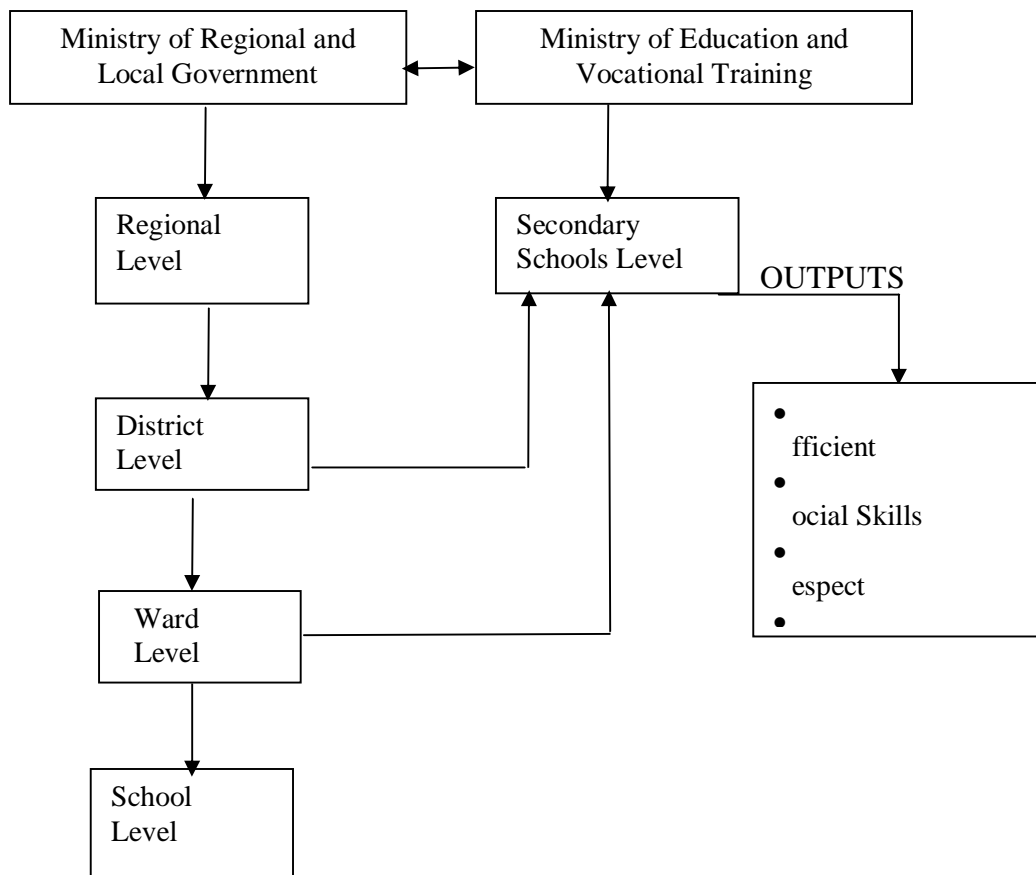 Ministry of Regional and
Local Government
Ministry of Education and
Vocational Training
Regional
Level
Secondary
Schools Level
OUTPUTS
District
Level
•
fficient
•
ocial Skills
•
espect
•
Ward
Level
School
Level